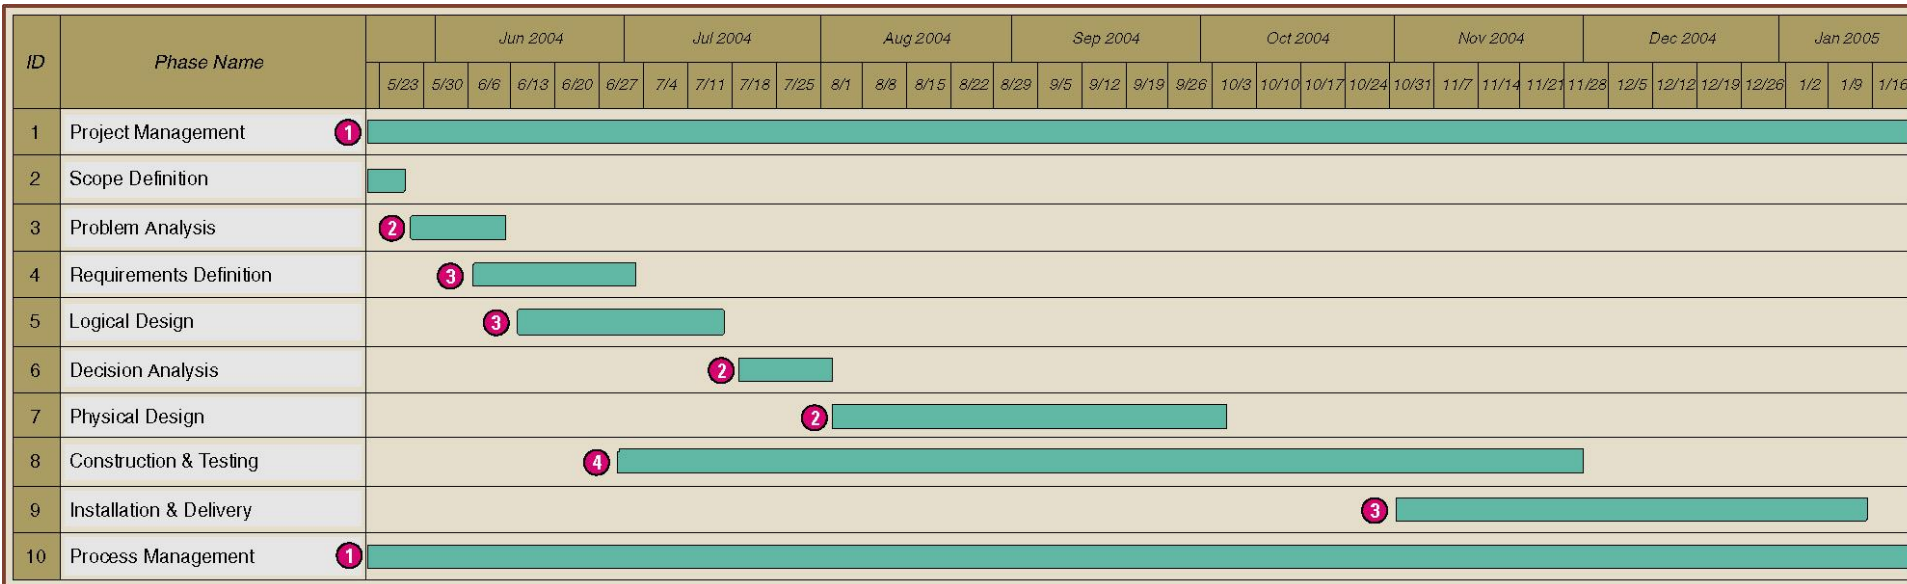 ID Phase Name Jun 2004 Jul 2004 Aug 2004 Sep 2004 Oct 2004 Nov 2004 Dec 2004 Jan 2005
5/23 5/30 6/6 6/13 6/20 6/27 7/4 7/11 7/18 7/25 8/1 8/8 8/15 8/22 8/29 9/5 9/12 9/19 9/26 10/3 10/10 10/17 10/24 10/31 11/7 11/14 11/21 11/28 12/5 12/12 12/19 12/26 1/2 1/9 1/16
1 Project Management 1
2 Scope Definition
3 Problem Analysis 2
4 Requirements Definition 3
5 Logical Design 3
6 Decision Analysis 2
7 Physical Design 2
8 Construction & Testing 4
9 Installation & Delivery 3
10 Process Management 1